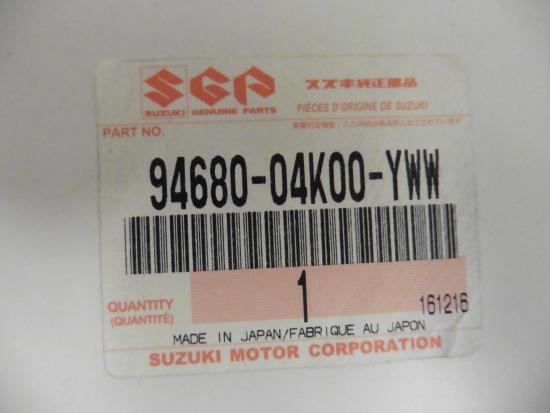 SGP
スズキ純正部品
SUZUKI GENUINE PARTS
PIÈCES D'ORIGINE DE SUZUKI
PART NO.
94680-04K00-YWW
QUANTITY
(QUANTITÉ)
1
161216
MADE IN JAPAN/FABRIQUE AU JAPON
SUZUKI MOTOR CORPORATION